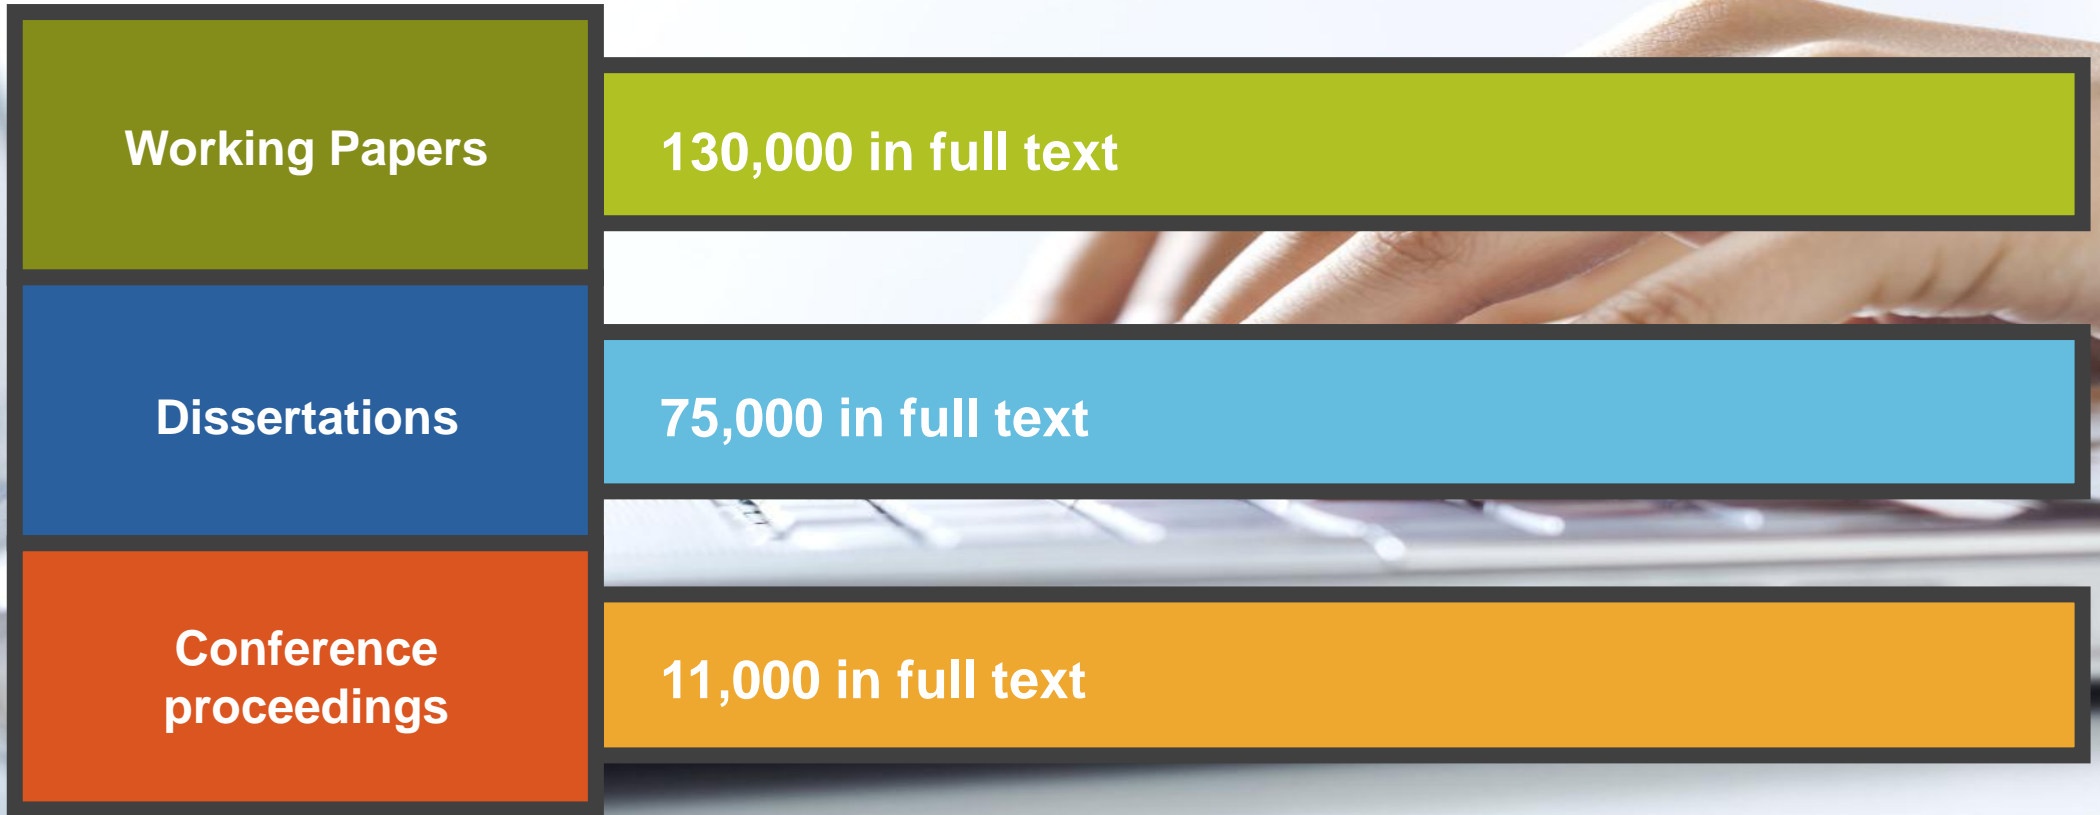 Working Papers
130,000 in full text
Dissertations
75,000 in full text
Conference
proceedings
11,000 in full text